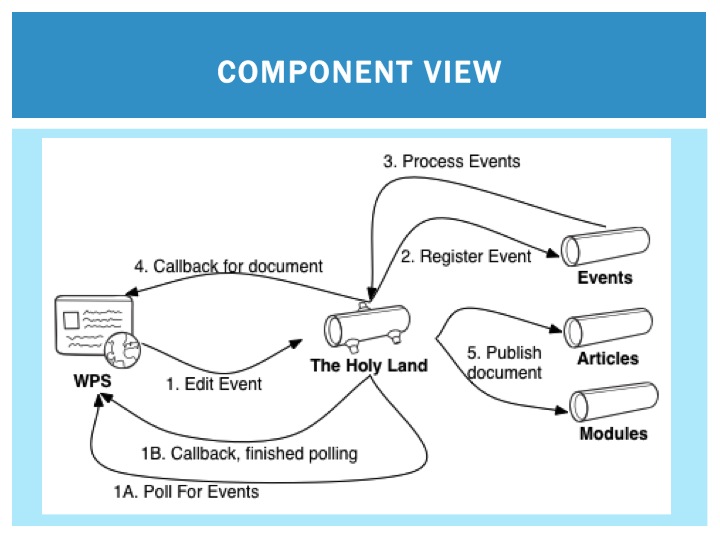 COMPONENT VIEW
3. Process Events
2. Register Event
4. Callback for document
Events
The Holy Land
5. Publish
document
Articles
WPS
1. Edit Event
Modules
1B. Callback, finished polling
1A. Poll For Events